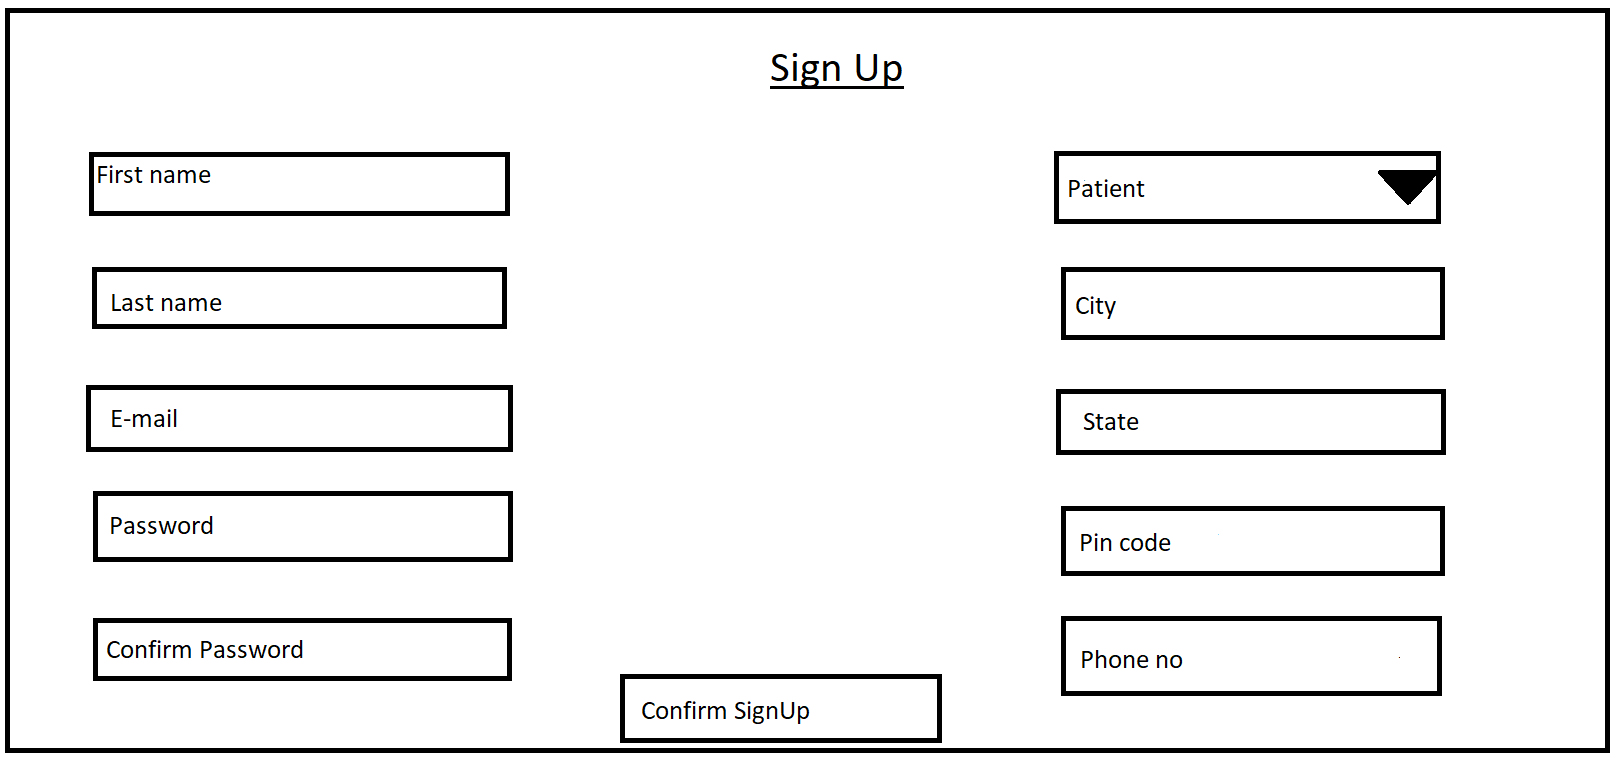 Sign Up
First name
Patient
Last name
City
E-mail
State
Password
Pin code
Confirm Password
Phone no
Confirm SignUp